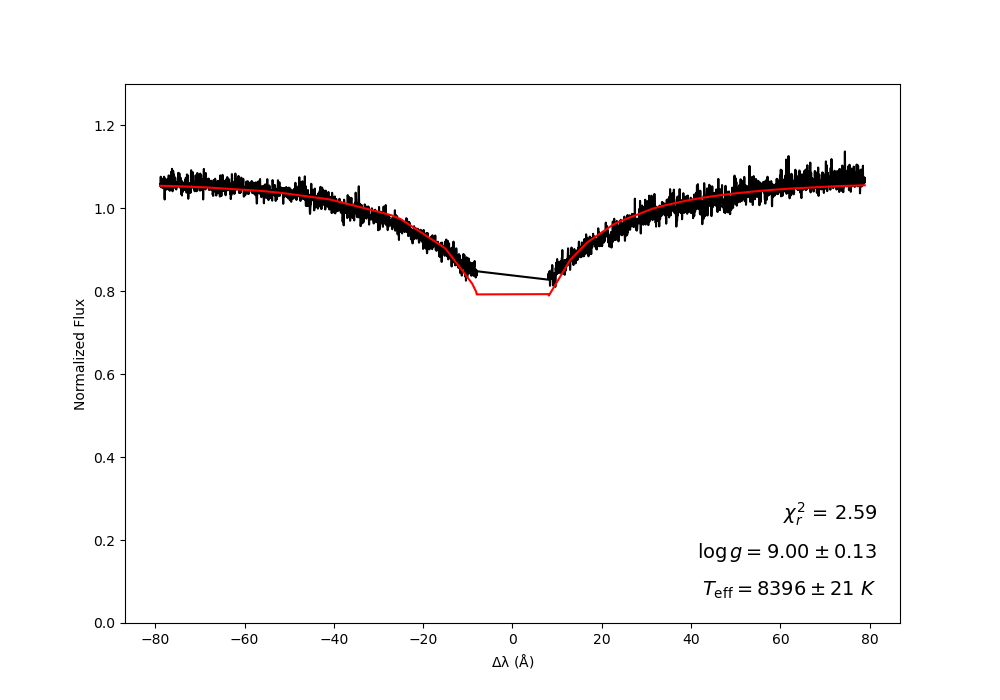 1.2
1.0
0.8
0.6
0.4
0.2
0.0
Normalized Flux
χ²ᵣ = 2.59
log g = 9.00 ± 0.13
T_eff = 8396 ± 21 K
−80 −60 −40 −20 0 20 40 60 80
Δλ (Å)